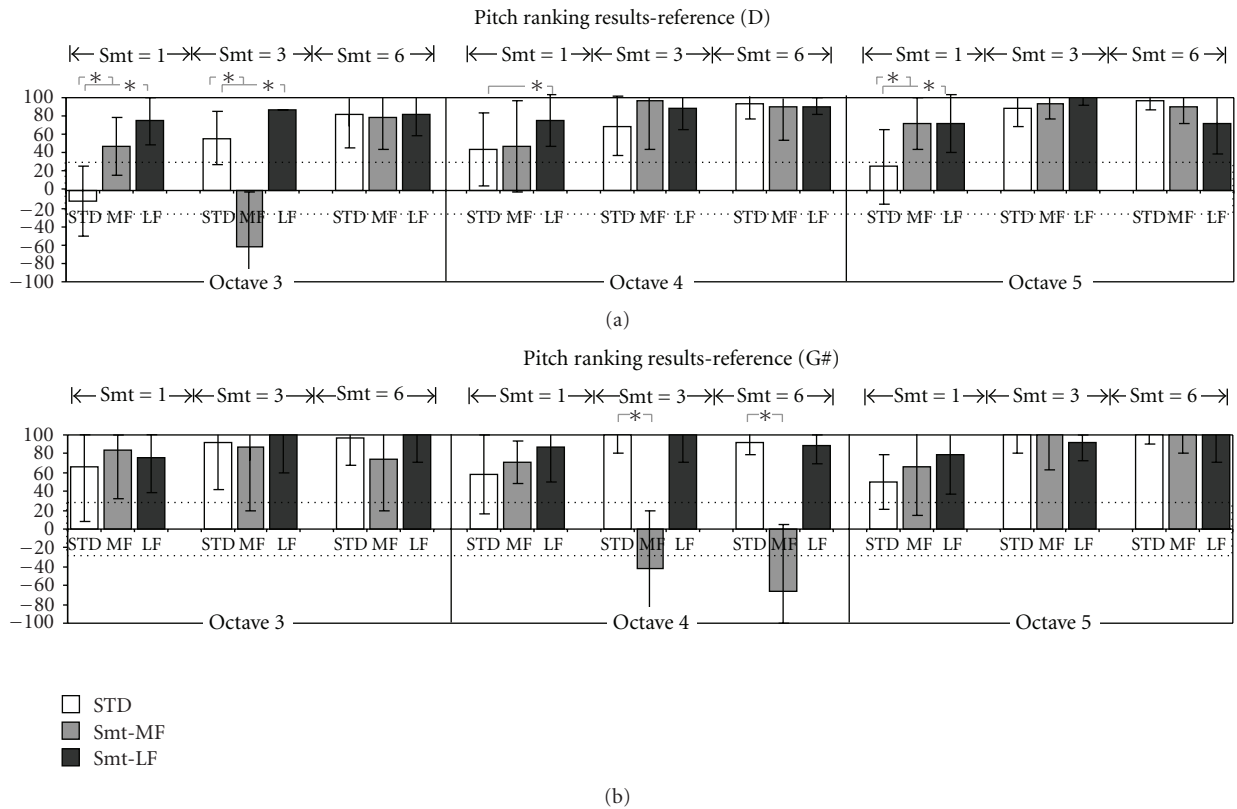 Pitch ranking results-reference (D)
Smt = 1 Smt = 3 Smt = 6 Smt = 1 Smt = 3 Smt = 6 Smt = 1 Smt = 3 Smt = 6
* * * * * * *
100
80
60
40
20
0
−20
−40
−60
−80
−100
STD MF LF STD MF LF STD MF LF STD MF LF STD MF LF STD MF LF STD MF LF STD MF LF STD MF LF
Octave 3 Octave 4 Octave 5
(a)
Pitch ranking results-reference (G#)
Smt = 1 Smt = 3 Smt = 6 Smt = 1 Smt = 3 Smt = 6 Smt = 1 Smt = 3 Smt = 6
* *
100
80
60
40
20
0
−20
−40
−60
−80
−100
STD MF LF STD MF LF STD MF LF STD MF LF STD MF LF STD MF LF STD MF LF STD MF LF STD MF LF
Octave 3 Octave 4 Octave 5
STD
Smt-MF
Smt-LF
(b)